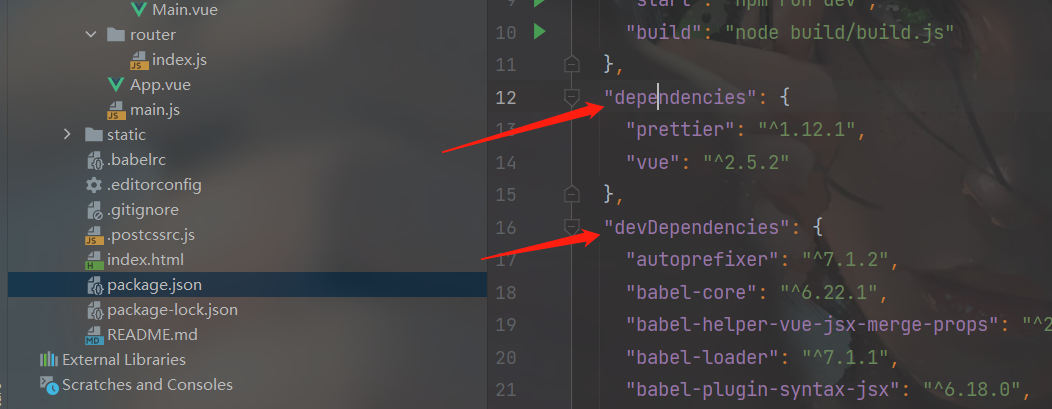 Main.vue
router
index.js
App.vue
main.js
static
.babelrc
.editorconfig
.gitignore
.postcssrc.js
index.html
package.json
package-lock.json
README.md
External Libraries
Scratches and Consoles
9 "start": "npm run dev",
10 "build": "node build/build.js"
11 },
12 "dependencies": {
13 "prettier": "^1.12.1",
14 "vue": "^2.5.2"
15 },
16 "devDependencies": {
17 "autoprefixer": "^7.1.2",
18 "babel-core": "^6.22.1",
19 "babel-helper-vue-jsx-merge-props": "^2
20 "babel-loader": "^7.1.1",
21 "babel-plugin-syntax-jsx": "^6.18.0",